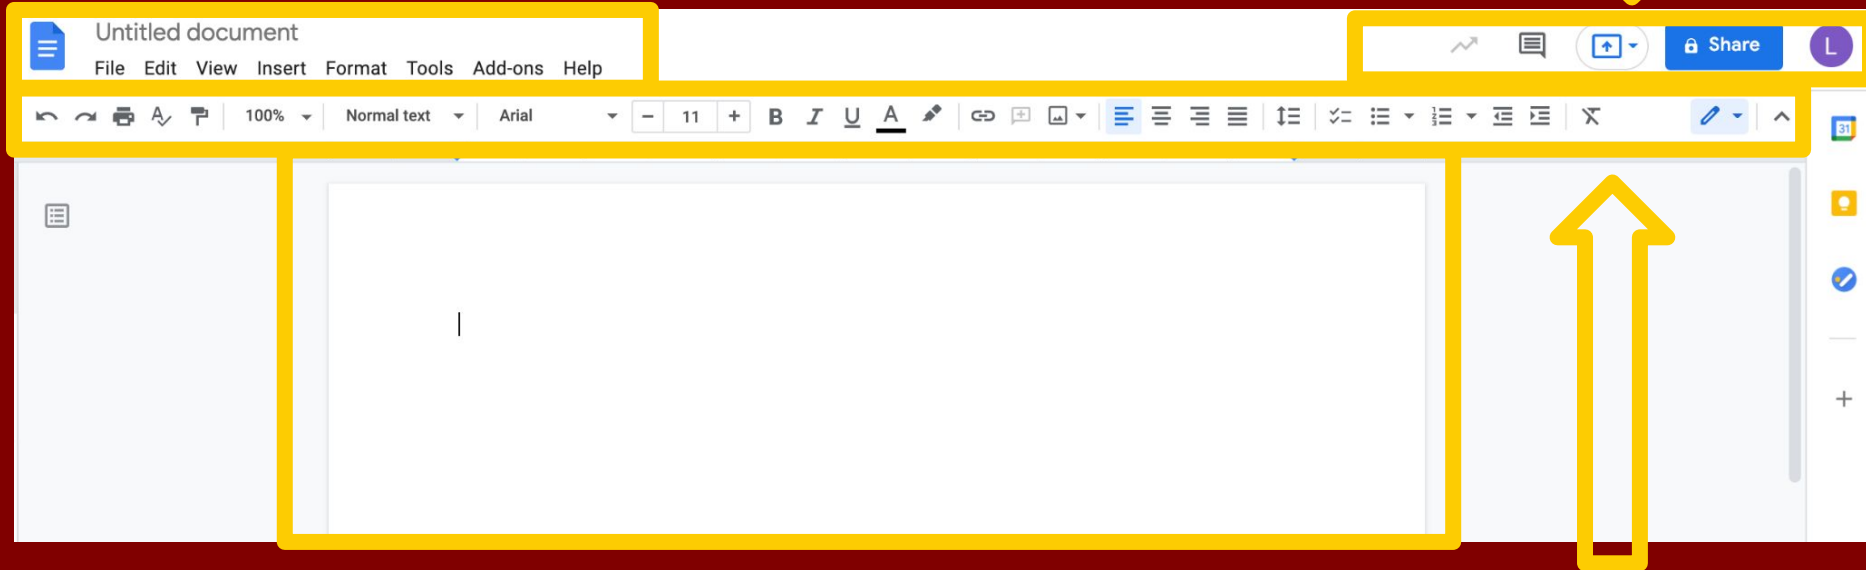 Untitled document
File Edit View Insert Format Tools Add-ons Help
Share
L
100% Normal text Arial - 11 + B I U A
31